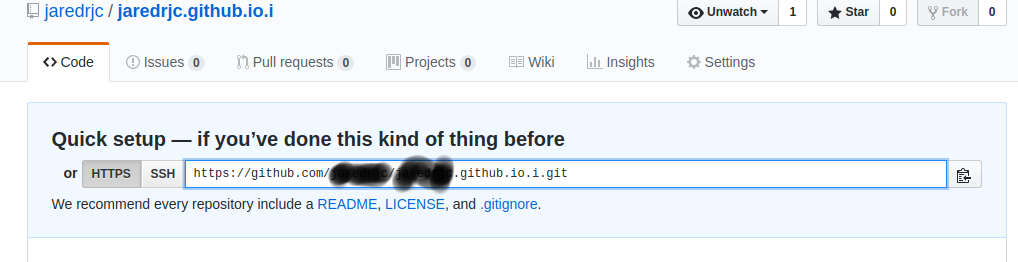 jaredrjc / jaredrjc.github.io.i
Unwatch 1 Star 0 Fork 0
Code Issues 0 Pull requests 0 Projects 0 Wiki Insights Settings
Quick setup — if you've done this kind of thing before
or HTTPS SSH https://github.com/jaredrjc/jaredrjc.github.io.i.git
We recommend every repository include a README, LICENSE, and .gitignore.